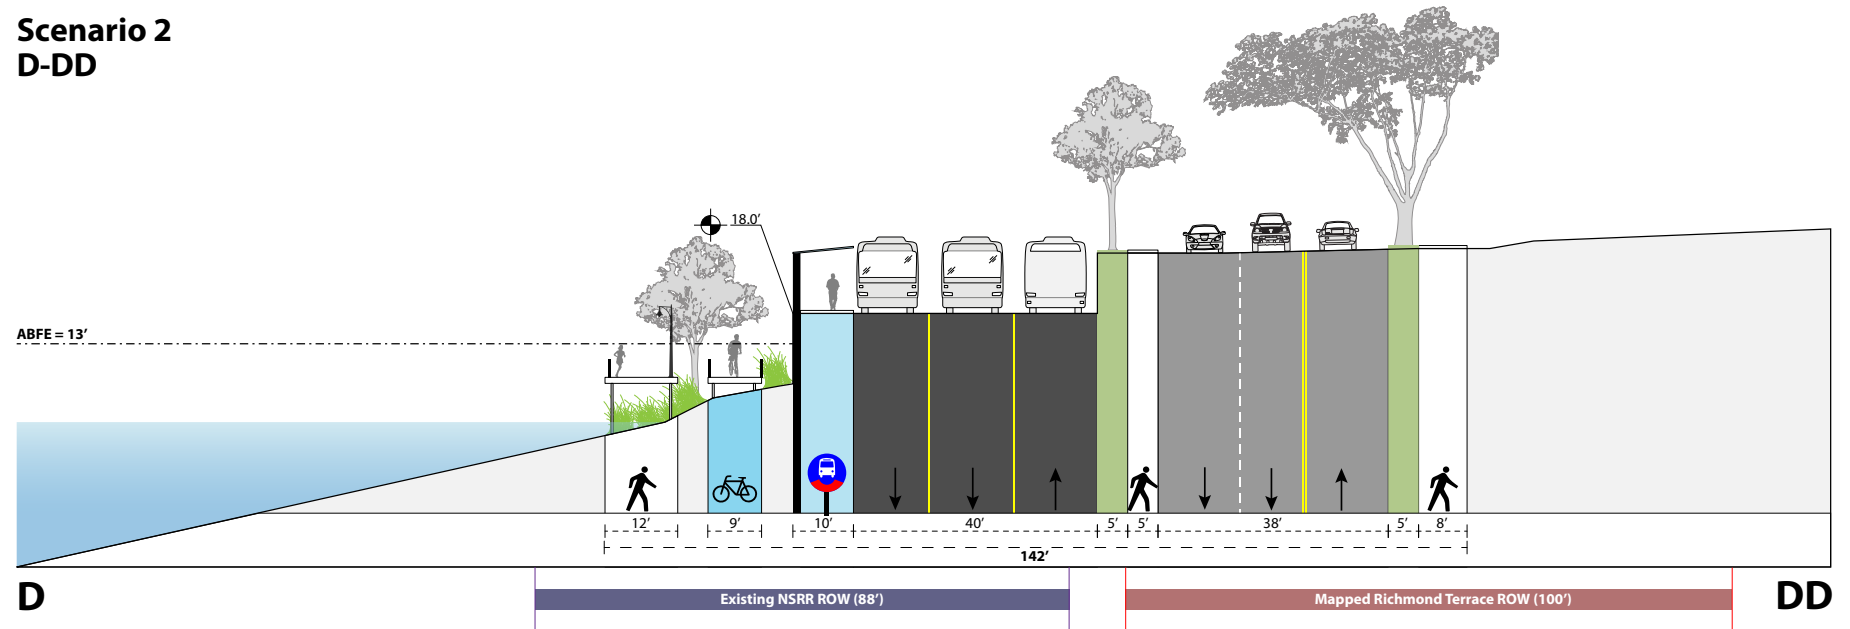 Scenario 2
D-DD
18.0’
ABFE = 13’
12’ 9’ 10’ 40’ 5’ 5’ 38’ 5’ 8’
142’
D Existing NSRR ROW (88’) Mapped Richmond Terrace ROW (100’) DD